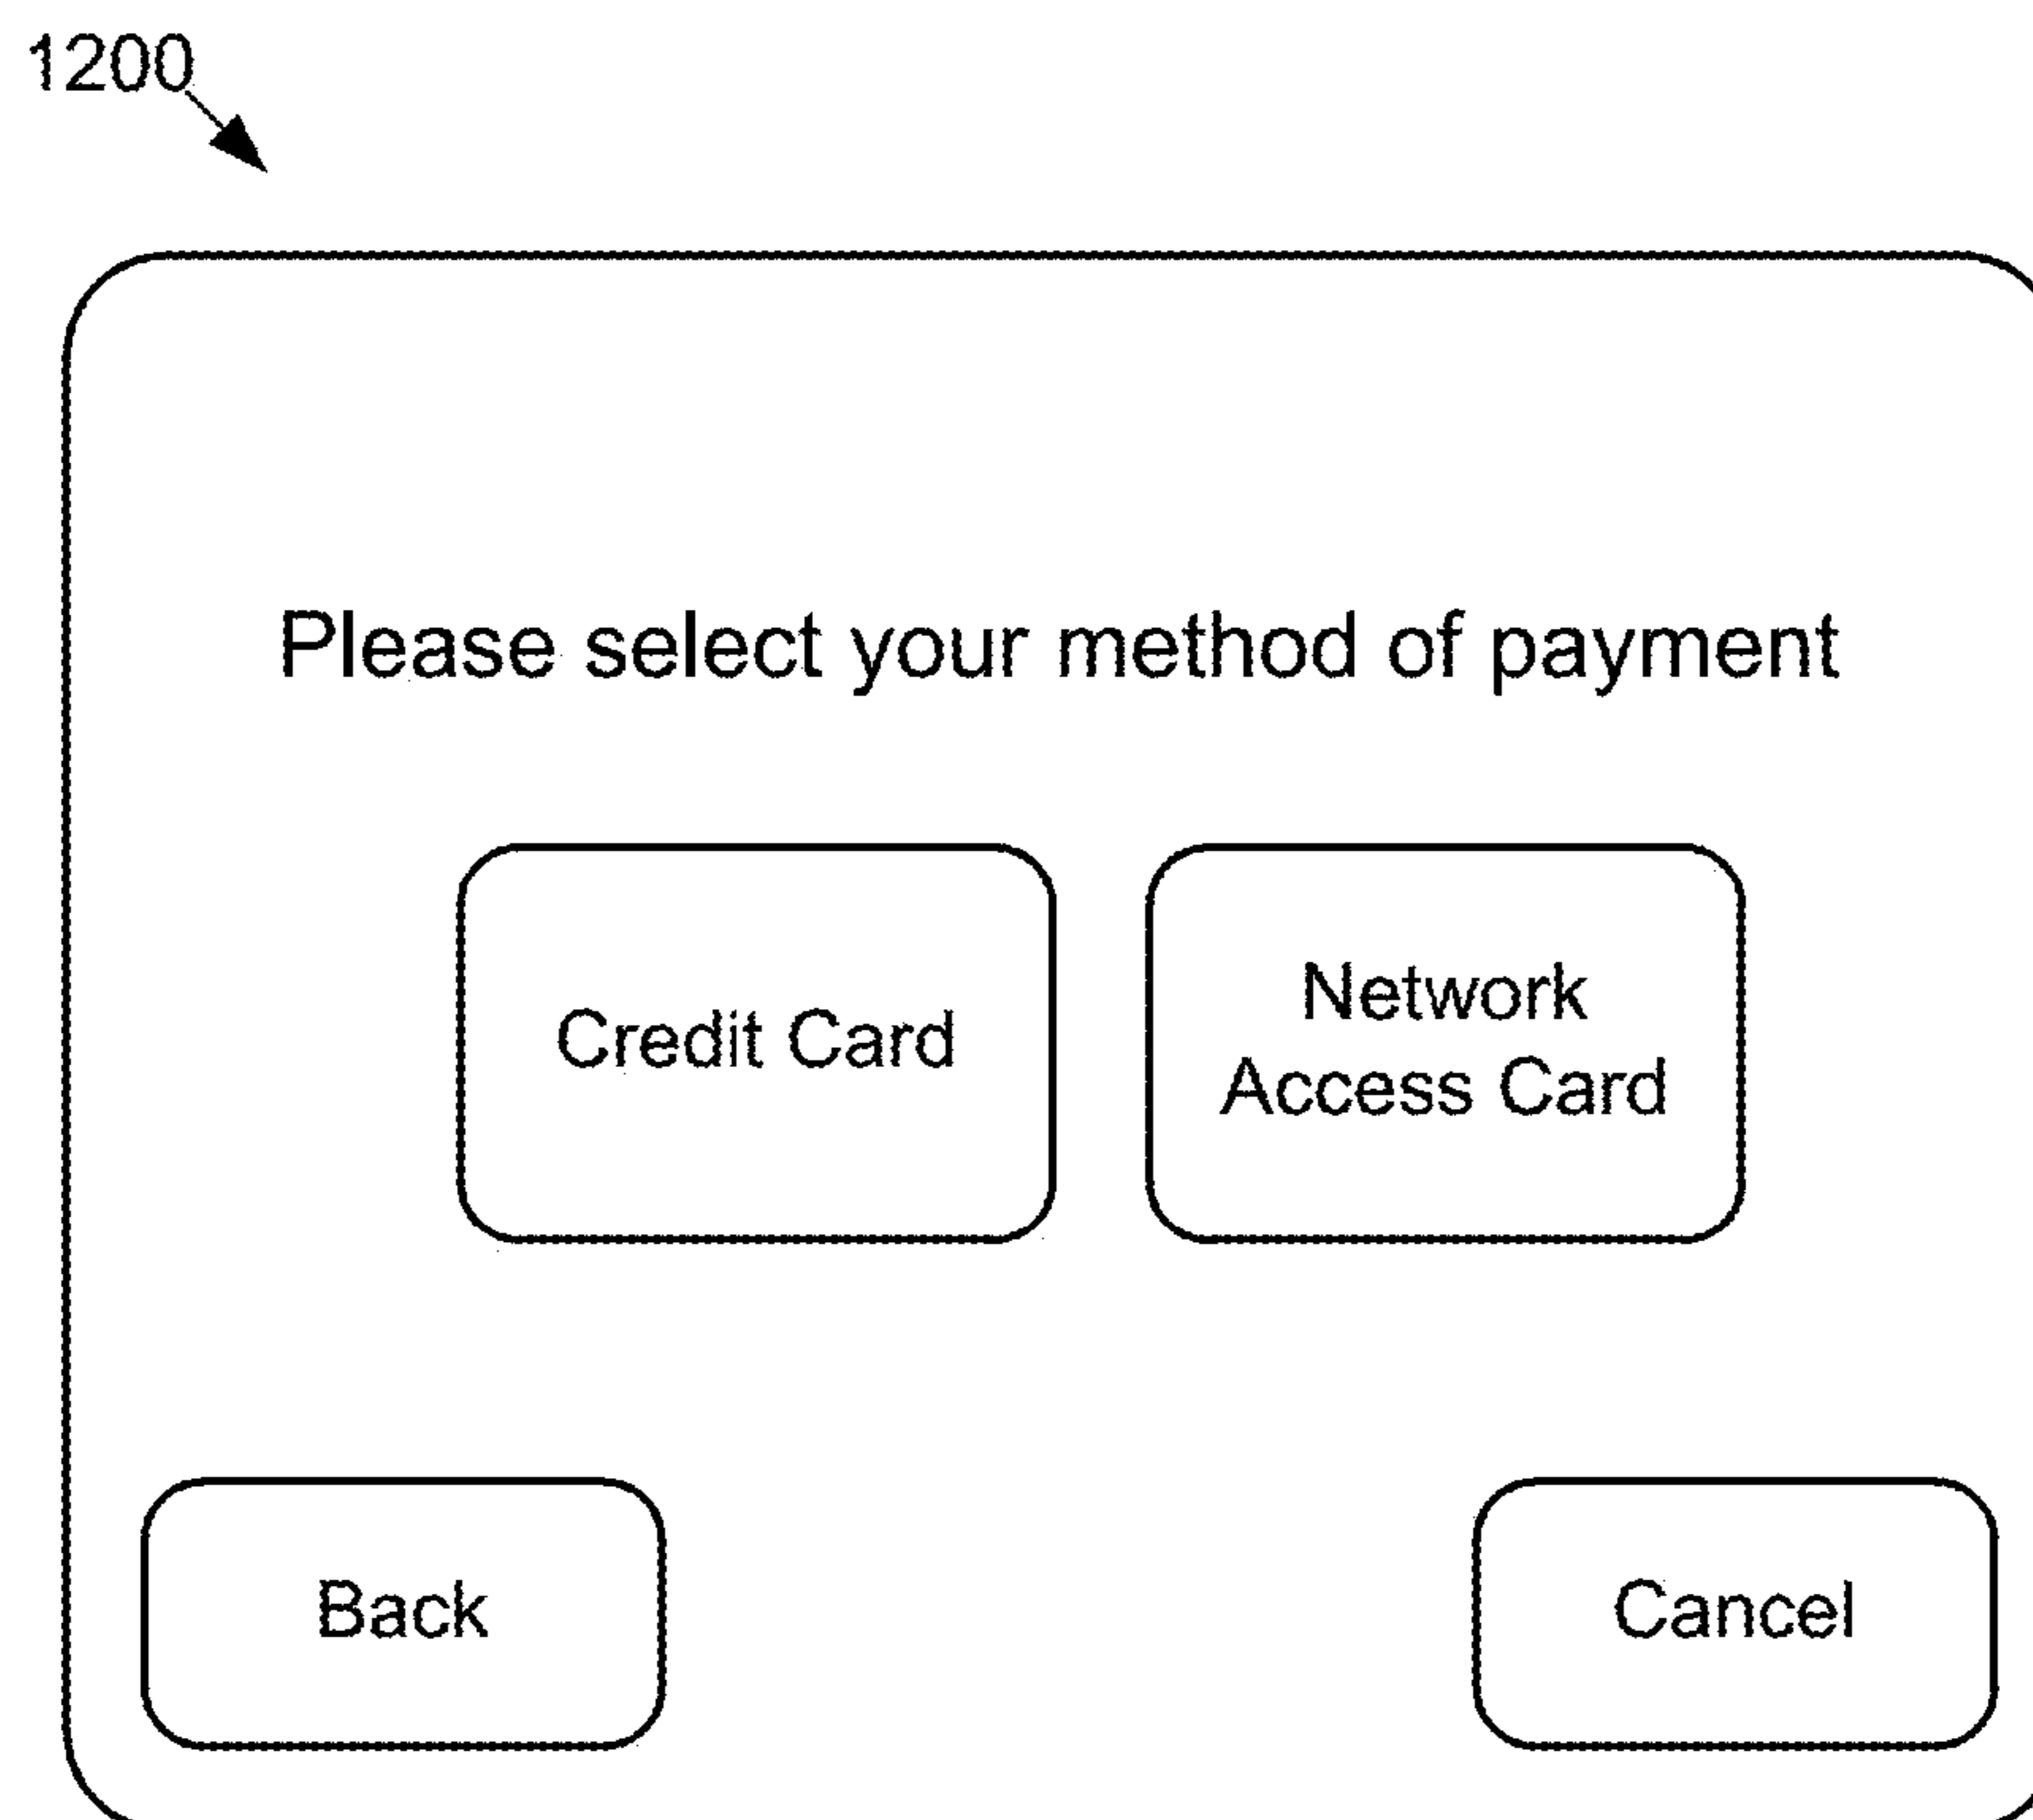 1200
Please select your method of payment
Credit Card
Network
Access Card
Back
Cancel